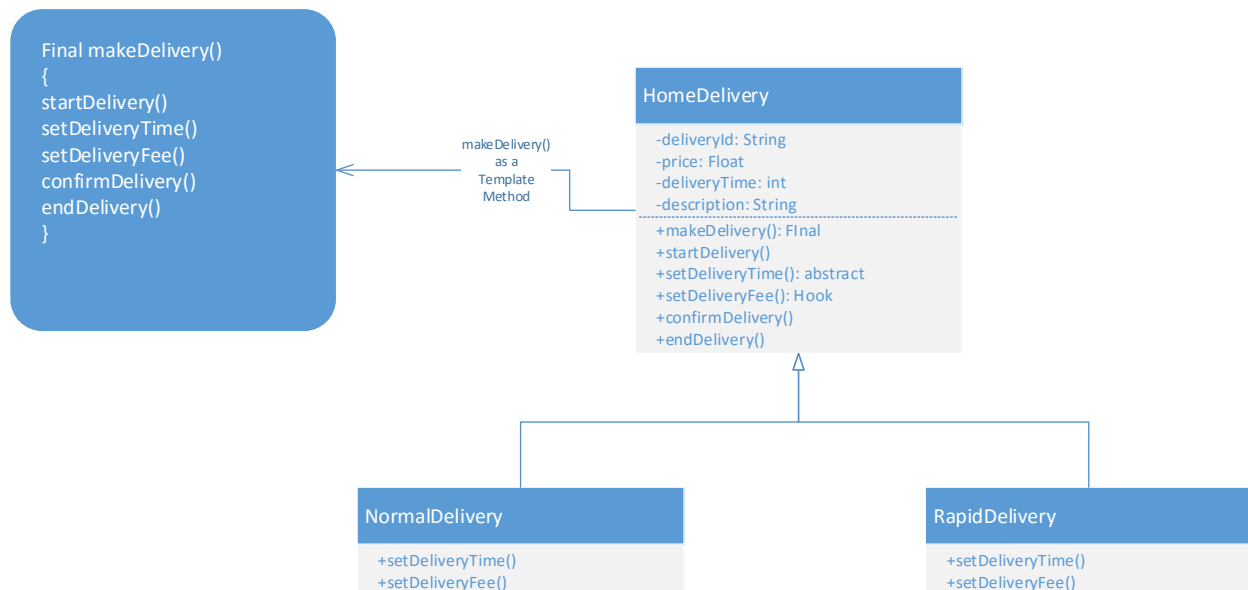 Final makeDelivery()
{
startDelivery()
setDeliveryTime()
setDeliveryFee()
confirmDelivery()
endDelivery()
}
makeDelivery()
as a
Template
Method
HomeDelivery
-deliveryId: String
-price: Float
-deliveryTime: int
-description: String
+makeDelivery(): FInal
+startDelivery()
+setDeliveryTime(): abstract
+setDeliveryFee(): Hook
+confirmDelivery()
+endDelivery()
NormalDelivery
+setDeliveryTime()
+setDeliveryFee()
RapidDelivery
+setDeliveryTime()
+setDeliveryFee()